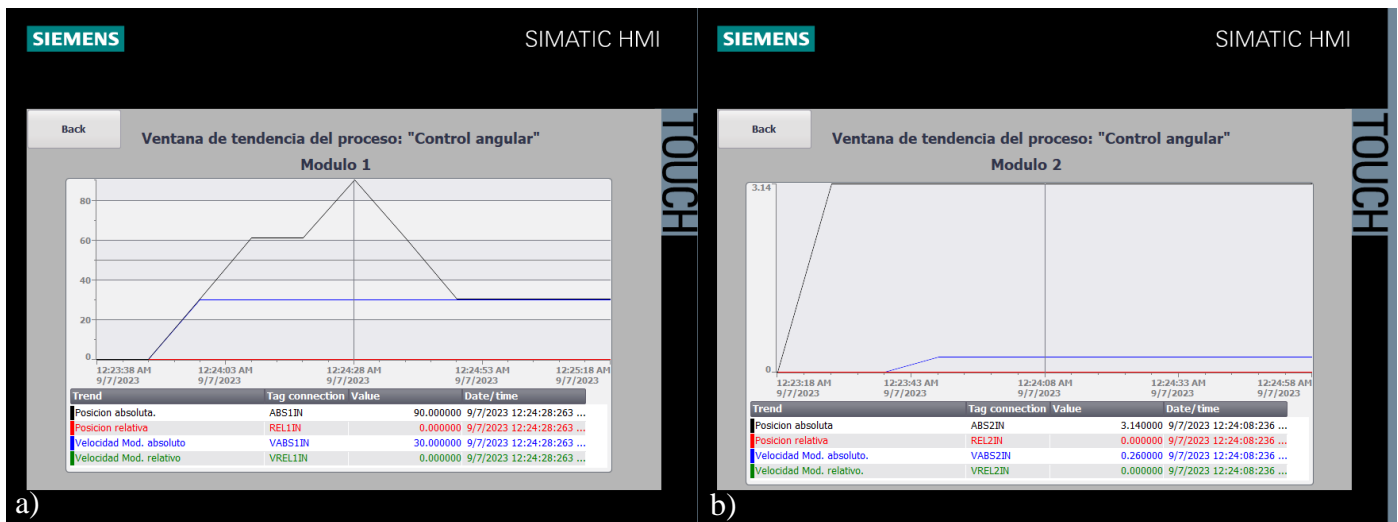 SIEMENS
SIMATIC HMI
TOUCH
Back
Ventana de tendencia del proceso: "Control angular"
Modulo 1
80
60
40
20
0
12:23:38 AM 12:24:03 AM 12:24:28 AM 12:24:53 AM 12:25:18 AM
9/7/2023 9/7/2023 9/7/2023 9/7/2023 9/7/2023
Trend Tag connection Value Date/time
Posicion absoluta. ABS1IN 90.000000 9/7/2023 12:24:28:263 ...
Posicion relativa REL1IN 0.000000 9/7/2023 12:24:28:263 ...
Velocidad Mod. absoluto VABS1IN 30.000000 9/7/2023 12:24:28:263 ...
Velocidad Mod. relativo VREL1IN 0.000000 9/7/2023 12:24:28:263 ...
a)
SIEMENS
SIMATIC HMI
TOUCH
Back
Ventana de tendencia del proceso: "Control angular"
Modulo 2
3.14
0
12:23:18 AM 12:23:43 AM 12:24:08 AM 12:24:33 AM 12:24:58 AM
9/7/2023 9/7/2023 9/7/2023 9/7/2023 9/7/2023
Trend Tag connection Value Date/time
Posicion absoluta ABS2IN 3.140000 9/7/2023 12:24:08:236 ...
Posicion relativa REL2IN 0.000000 9/7/2023 12:24:08:236 ...
Velocidad Mod. absoluto. VABS2IN 0.260000 9/7/2023 12:24:08:236 ...
Velocidad Mod. relativo. VREL2IN 0.000000 9/7/2023 12:24:08:236 ...
b)